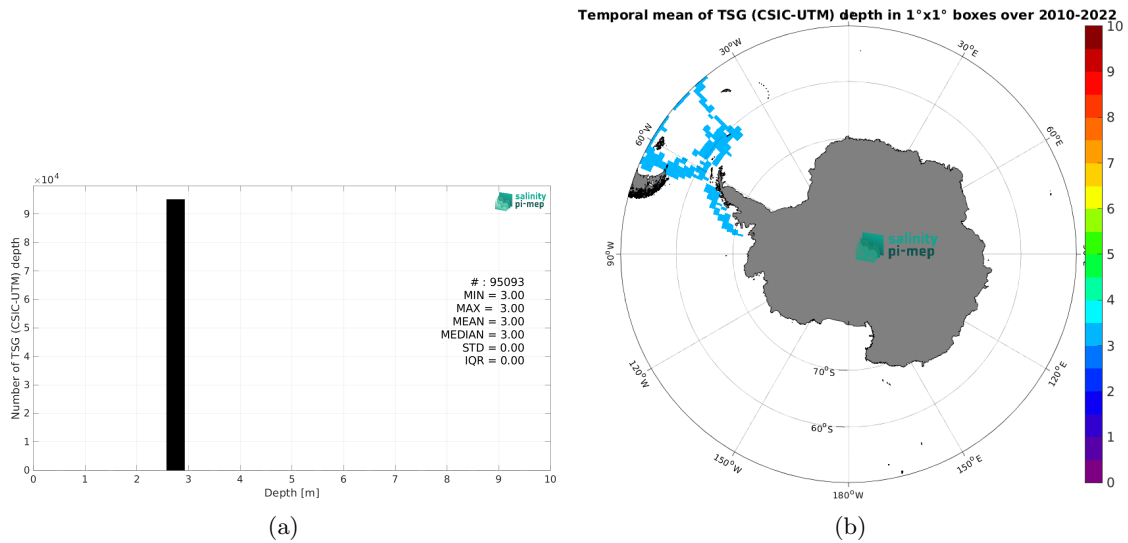 Temporal mean of TSG (CSIC-UTM) depth in 1°x1° boxes over 2010-2022
×10⁴
9
8
7
6
5
4
3
2
1
0
Number of TSG (CSIC-UTM) depth
salinity
pi-mep
# : 95093
MIN = 3.00
MAX = 3.00
MEAN = 3.00
MEDIAN = 3.00
STD = 0.00
IQR = 0.00
0 1 2 3 4 5 6 7 8 9 10
Depth [m]
(a)
30°W
30°E
60°W
60°E
90°W
120°W
120°E
150°W
150°E
180°W
70°S
60°S
salinity
pi-mep
10
9
8
7
6
5
4
3
2
1
0
(b)